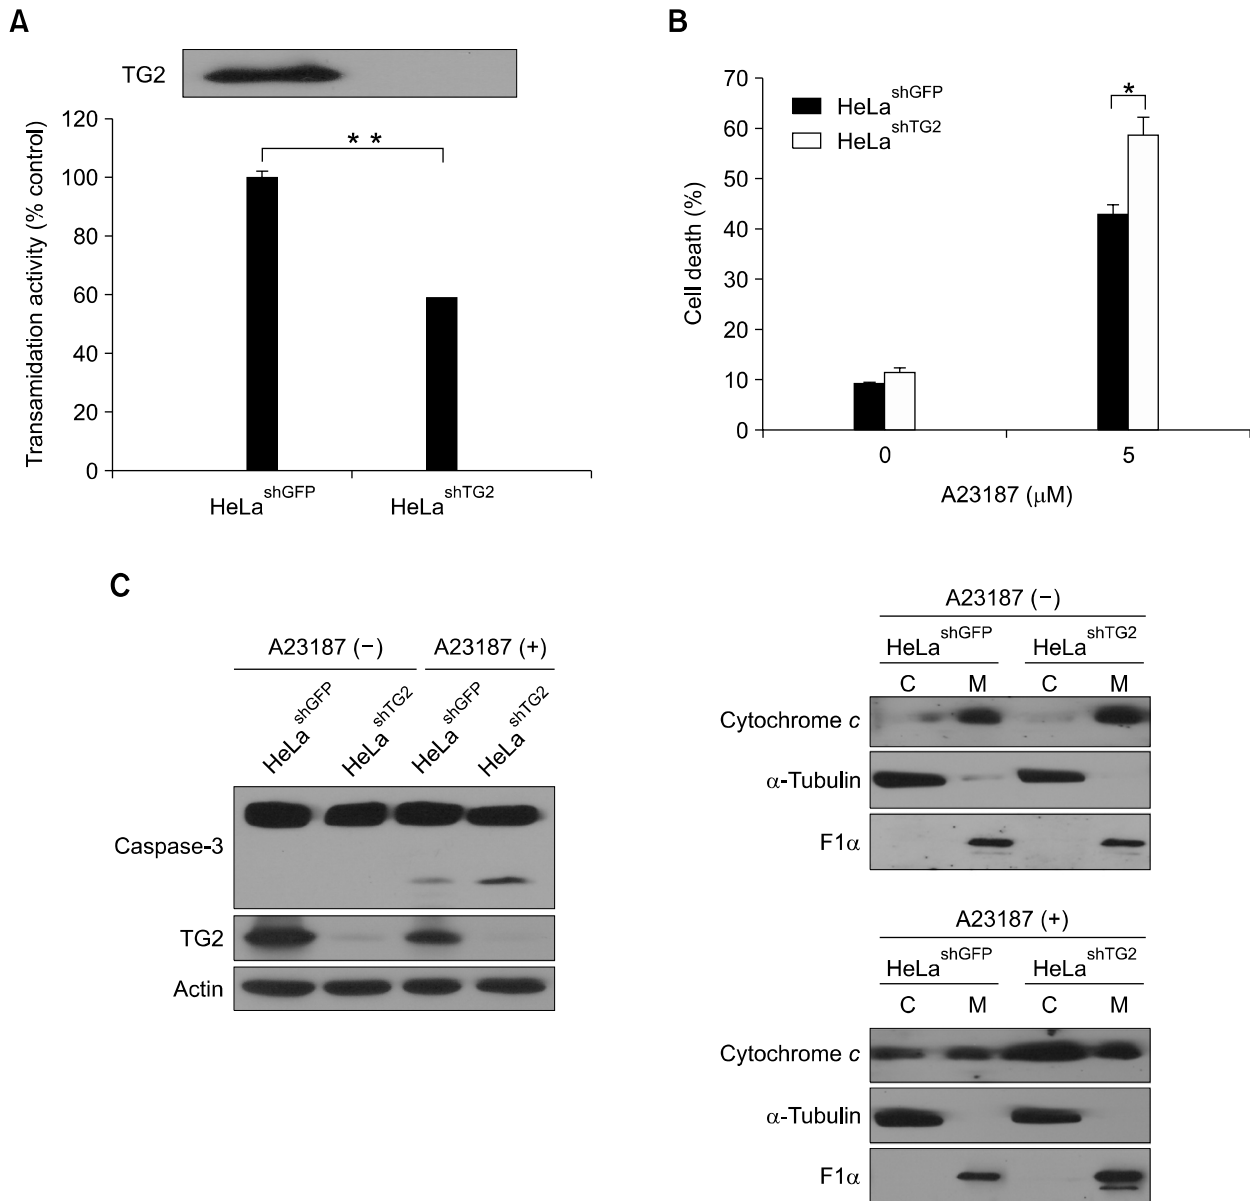 A
TG2
120
100
80
60
40
20
0
Transamidation activity (% control)
* *
HeLa^shGFP
HeLa^shTG2
B
70
60
50
40
30
20
10
0
Cell death (%)
HeLa^shGFP
HeLa^shTG2
*
0
5
A23187 (μM)
C
A23187 (−)
A23187 (+)
HeLa^shGFP
HeLa^shTG2
HeLa^shGFP
HeLa^shTG2
Caspase-3
TG2
Actin
A23187 (−)
HeLa^shGFP
HeLa^shTG2
C M C M
Cytochrome c
α-Tubulin
F1α
A23187 (+)
HeLa^shGFP
HeLa^shTG2
C M C M
Cytochrome c
α-Tubulin
F1α